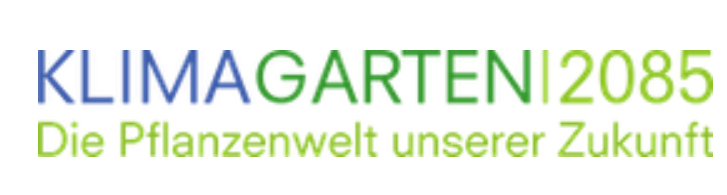 KLIMAGARTEN|2085
Die Pflanzenwelt unserer Zukunft